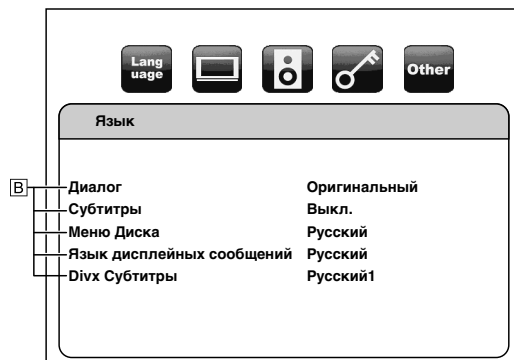 Lang
uage
Other
Язык
B
Диалог Оригинальный
Субтитры Выкл.
Меню Диска Русский
Язык дисплейных сообщений Русский
Divx Субтитры Русский1